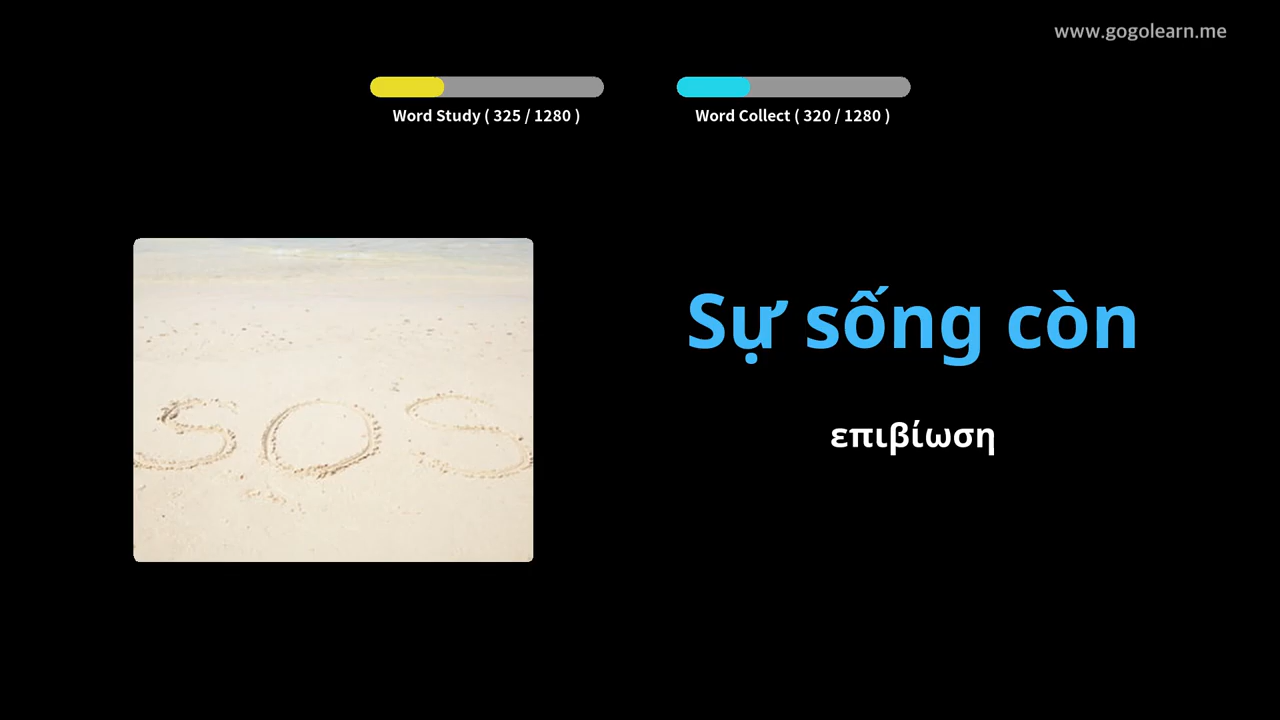 www.gogolearn.me
Word Study ( 325 / 1280 )
Word Collect ( 320 / 1280 )
Sự sống còn
επιβίωση
SOS